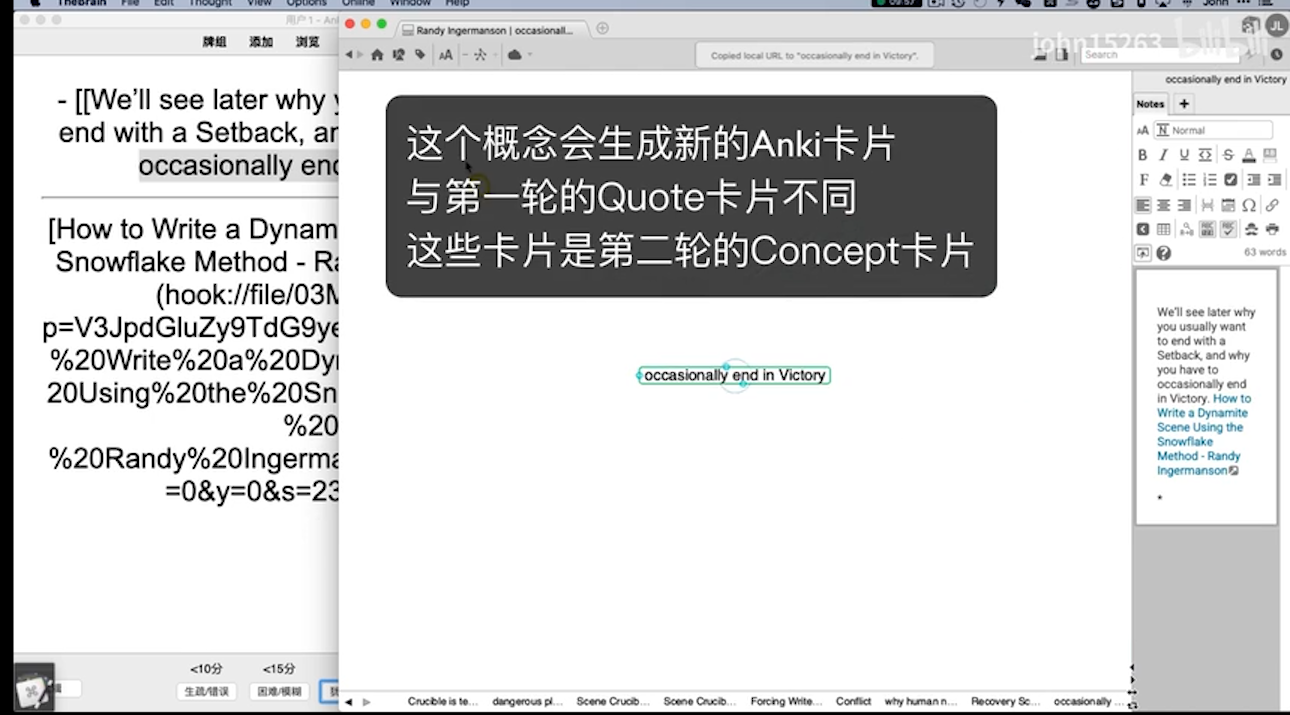 TheBrain File Edit Thought View Options Online Window Help
09:57
John
用户1 - Anki
牌组 添加 浏览
Randy Ingermanson | occasionall...
Copied local URL to "occasionally end in Victory".
Search
JL
john15263 bilibili
- [[We'll see later why y
end with a Setback, an
occasionally end
[How to Write a Dynam
Snowflake Method - Ra
(hook://file/03M
p=V3JpdGluZy9TdG9ye
%20Write%20a%20Dyn
20Using%20the%20Sn
%20
%20Randy%20Ingerma
=0&y=0&s=23
<10分 <15分
生疏/错误 困难/模糊 犹
这个概念会生成新的Anki卡片
与第一轮的Quote卡片不同
这些卡片是第二轮的Concept卡片
occasionally end in Victory
occasionally end in Victory
Notes
Normal
63 words
We'll see later why
you usually want
to end with a
Setback, and why
you have to
occasionally end
in Victory. How to
Write a Dynamite
Scene Using the
Snowflake
Method - Randy
Ingermanson
Crucible is te... dangerous pl... Scene Crucib... Scene Crucib... Forcing Write... Conflict why human n... Recovery Sc... occasionally ...